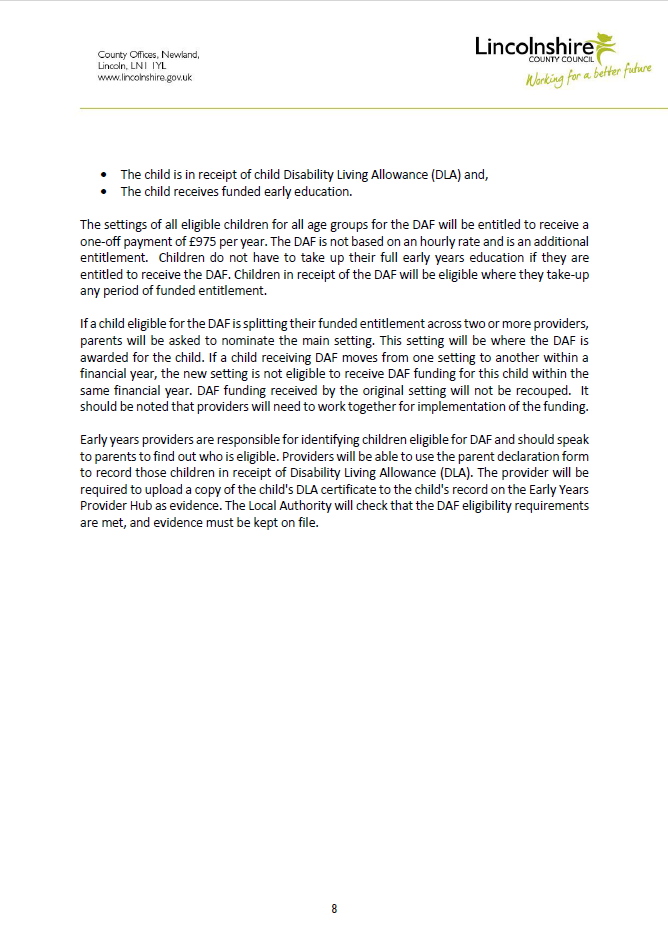 County Offices, Newland,
Lincoln, LN1 1YL
www.lincolnshire.gov.uk
Lincolnshire
COUNTY COUNCIL
Working for a better future
• The child is in receipt of child Disability Living Allowance (DLA) and,
• The child receives funded early education.
The settings of all eligible children for all age groups for the DAF will be entitled to receive a
one-off payment of £975 per year. The DAF is not based on an hourly rate and is an additional
entitlement. Children do not have to take up their full early years education if they are
entitled to receive the DAF. Children in receipt of the DAF will be eligible where they take-up
any period of funded entitlement.
If a child eligible for the DAF is splitting their funded entitlement across two or more providers,
parents will be asked to nominate the main setting. This setting will be where the DAF is
awarded for the child. If a child receiving DAF moves from one setting to another within a
financial year, the new setting is not eligible to receive DAF funding for this child within the
same financial year. DAF funding received by the original setting will not be recouped. It
should be noted that providers will need to work together for implementation of the funding.
Early years providers are responsible for identifying children eligible for DAF and should speak
to parents to find out who is eligible. Providers will be able to use the parent declaration form
to record those children in receipt of Disability Living Allowance (DLA). The provider will be
required to upload a copy of the child's DLA certificate to the child's record on the Early Years
Provider Hub as evidence. The Local Authority will check that the DAF eligibility requirements
are met, and evidence must be kept on file.
8